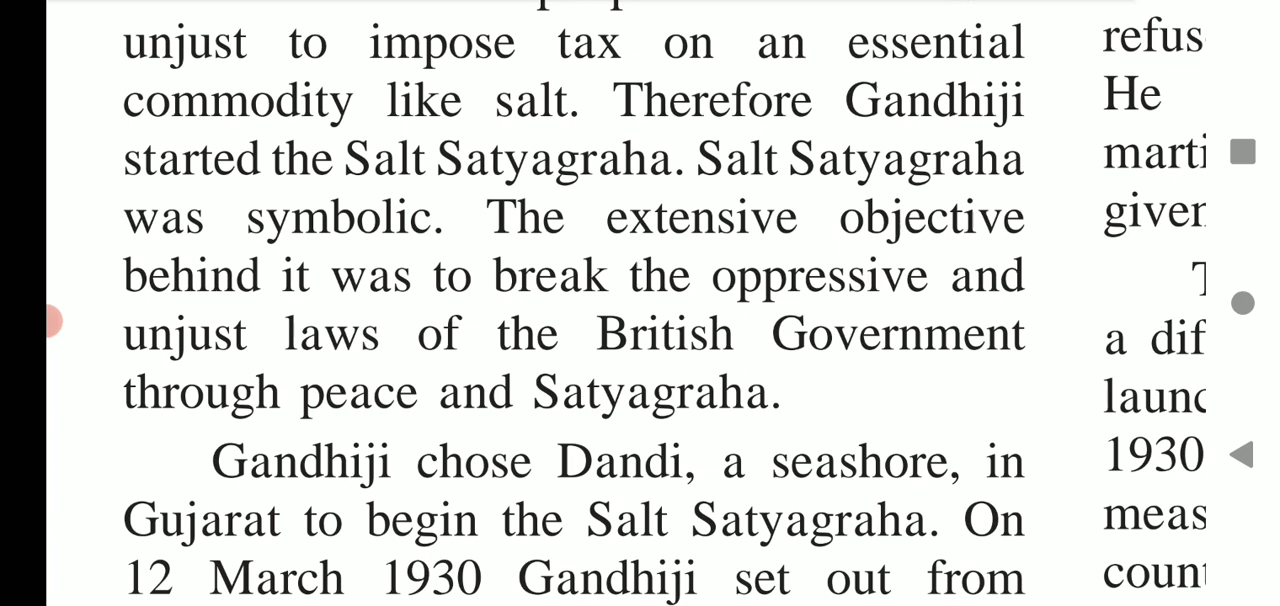 unjust to impose tax on an essential
commodity like salt. Therefore Gandhiji
started the Salt Satyagraha. Salt Satyagraha
was symbolic. The extensive objective
behind it was to break the oppressive and
unjust laws of the British Government
through peace and Satyagraha.
Gandhiji chose Dandi, a seashore, in
Gujarat to begin the Salt Satyagraha. On
12 March 1930 Gandhiji set out from
He
a
1930